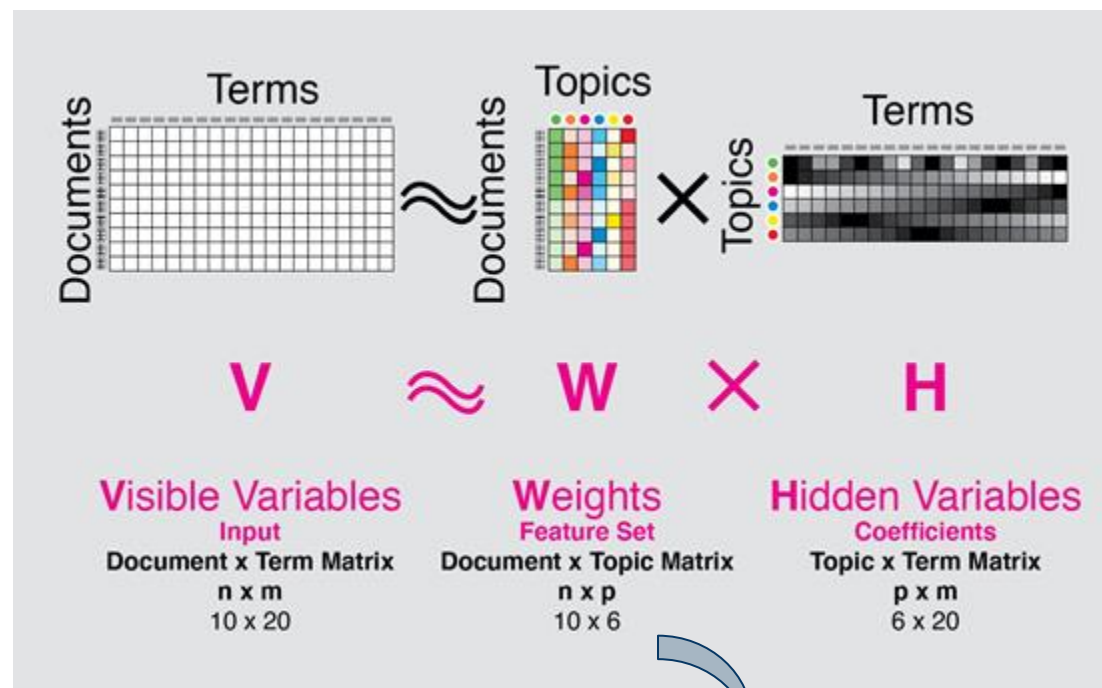 Terms
Documents
≈
Topics
Documents
×
Terms
Topics
V ≈ W × H
Visible Variables
Input
Document x Term Matrix
n x m
10 x 20
Weights
Feature Set
Document x Topic Matrix
n x p
10 x 6
Hidden Variables
Coefficients
Topic x Term Matrix
p x m
6 x 20